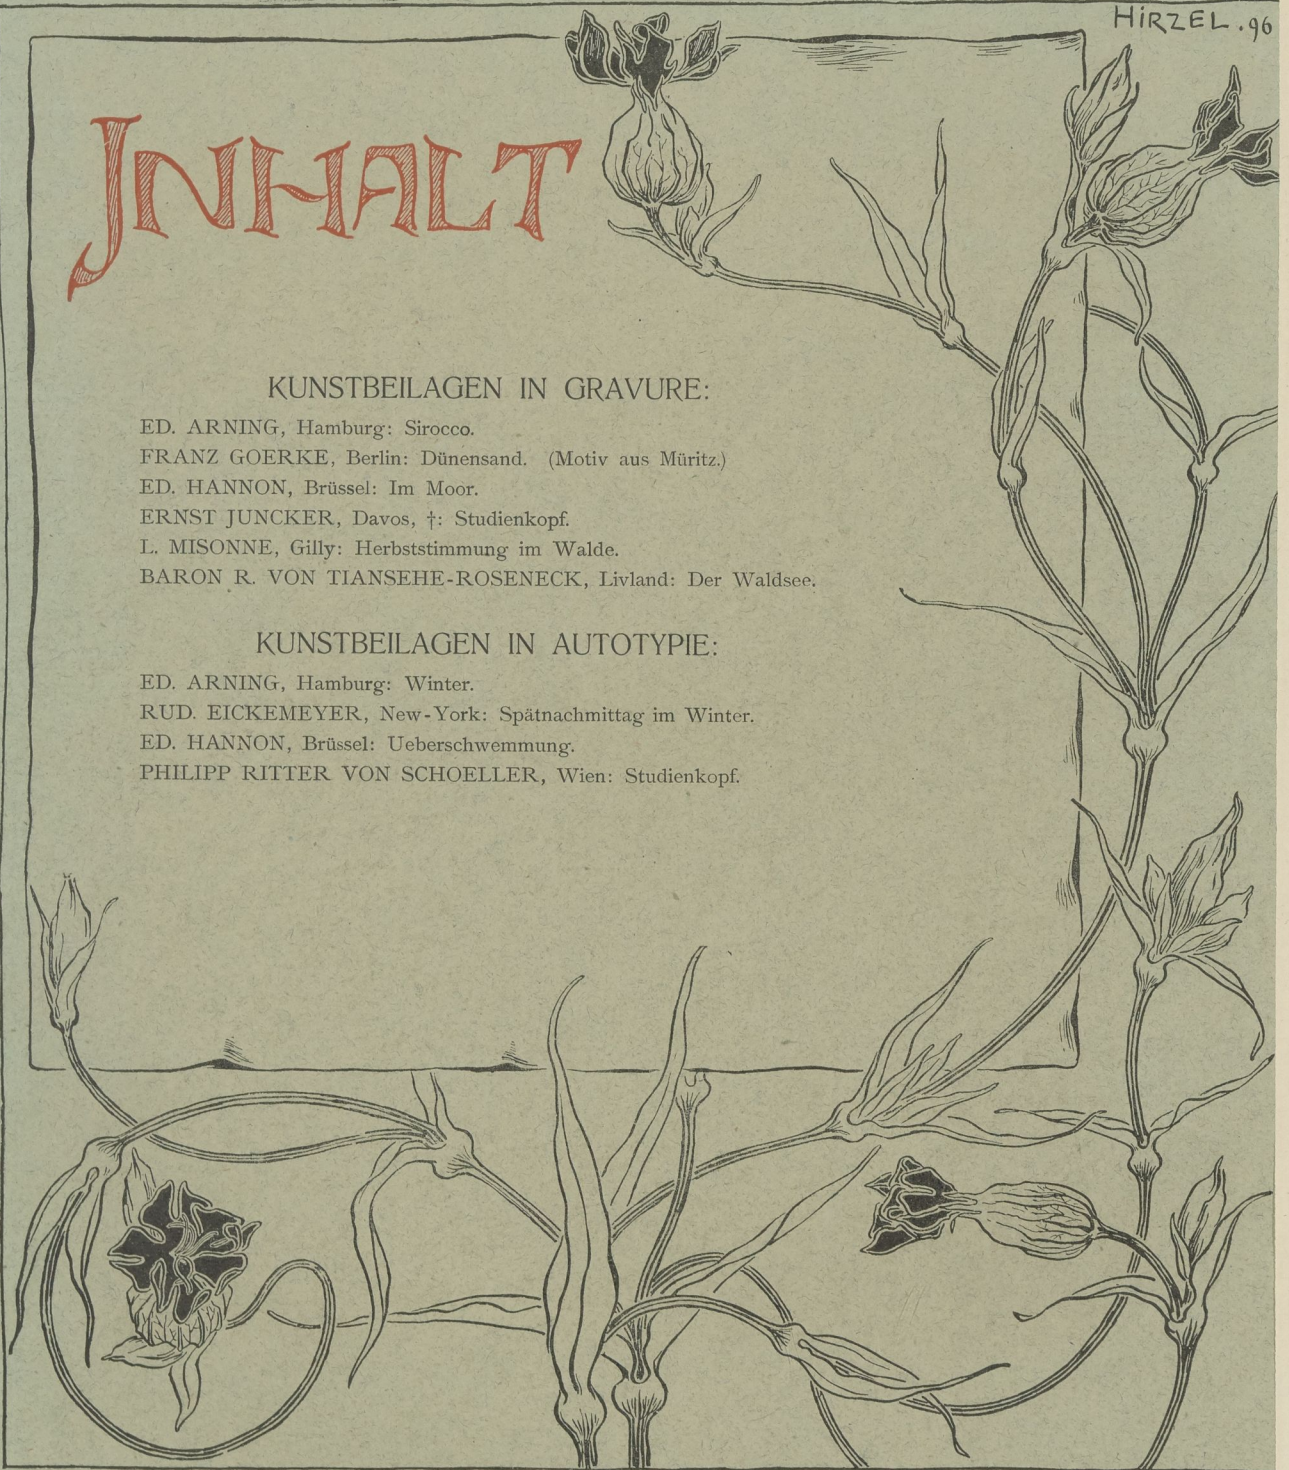 HIRZEL . 96
JNHALT
KUNSTBEILAGEN IN GRAVURE:
ED. ARNING, Hamburg: Sirocco.
FRANZ GOERKE, Berlin: Dünensand. (Motiv aus Müritz.)
ED. HANNON, Brüssel: Im Moor.
ERNST JUNCKER, Davos, †: Studienkopf.
L. MISONNE, Gilly: Herbststimmung im Walde.
BARON R. VON TIANSEHE-ROSENECK, Livland: Der Waldsee.
KUNSTBEILAGEN IN AUTOTYPIE:
ED. ARNING, Hamburg: Winter.
RUD. EICKEMEYER, New-York: Spätnachmittag im Winter.
ED. HANNON, Brüssel: Ueberschwemmung.
PHILIPP RITTER VON SCHOELLER, Wien: Studienkopf.